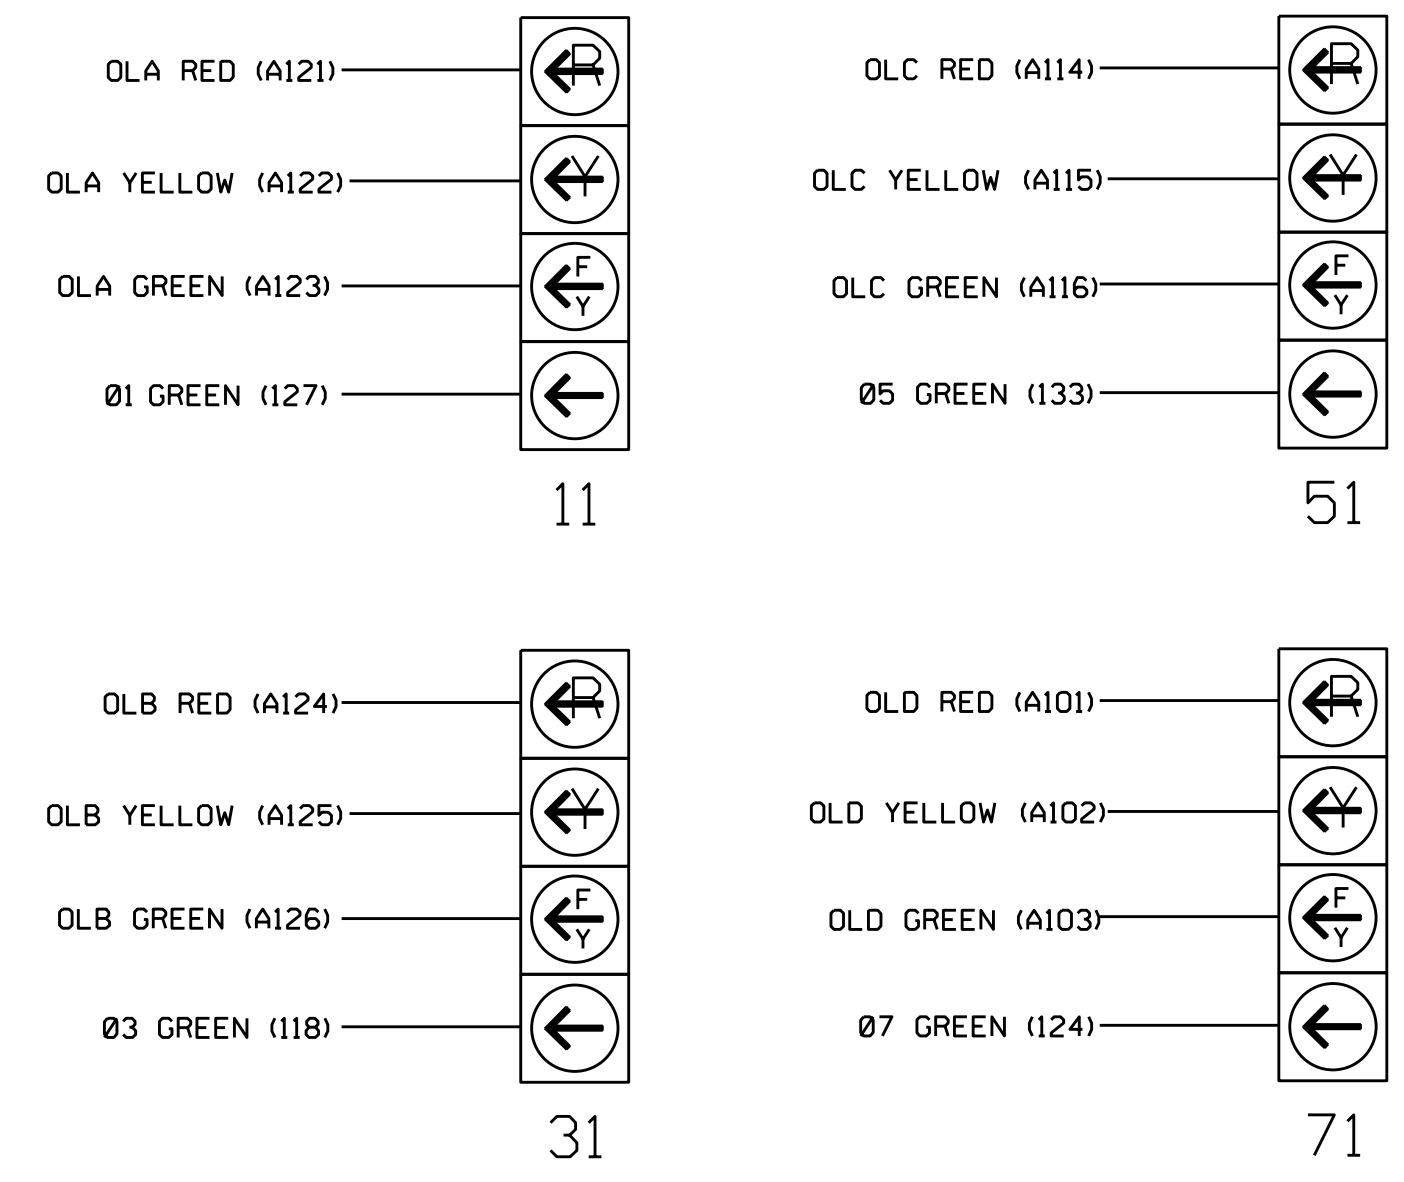 OLA RED (A121)
R
OLA YELLOW (A122)
Y
OLA GREEN (A123)
F
Y
Ø1 GREEN (127)
11
OLC RED (A114)
R
OLC YELLOW (A115)
Y
OLC GREEN (A116)
F
Y
Ø5 GREEN (133)
51
OLB RED (A124)
R
OLB YELLOW (A125)
Y
OLB GREEN (A126)
F
Y
Ø3 GREEN (118)
31
OLD RED (A101)
R
OLD YELLOW (A102)
Y
OLD GREEN (A103)
F
Y
Ø7 GREEN (124)
71